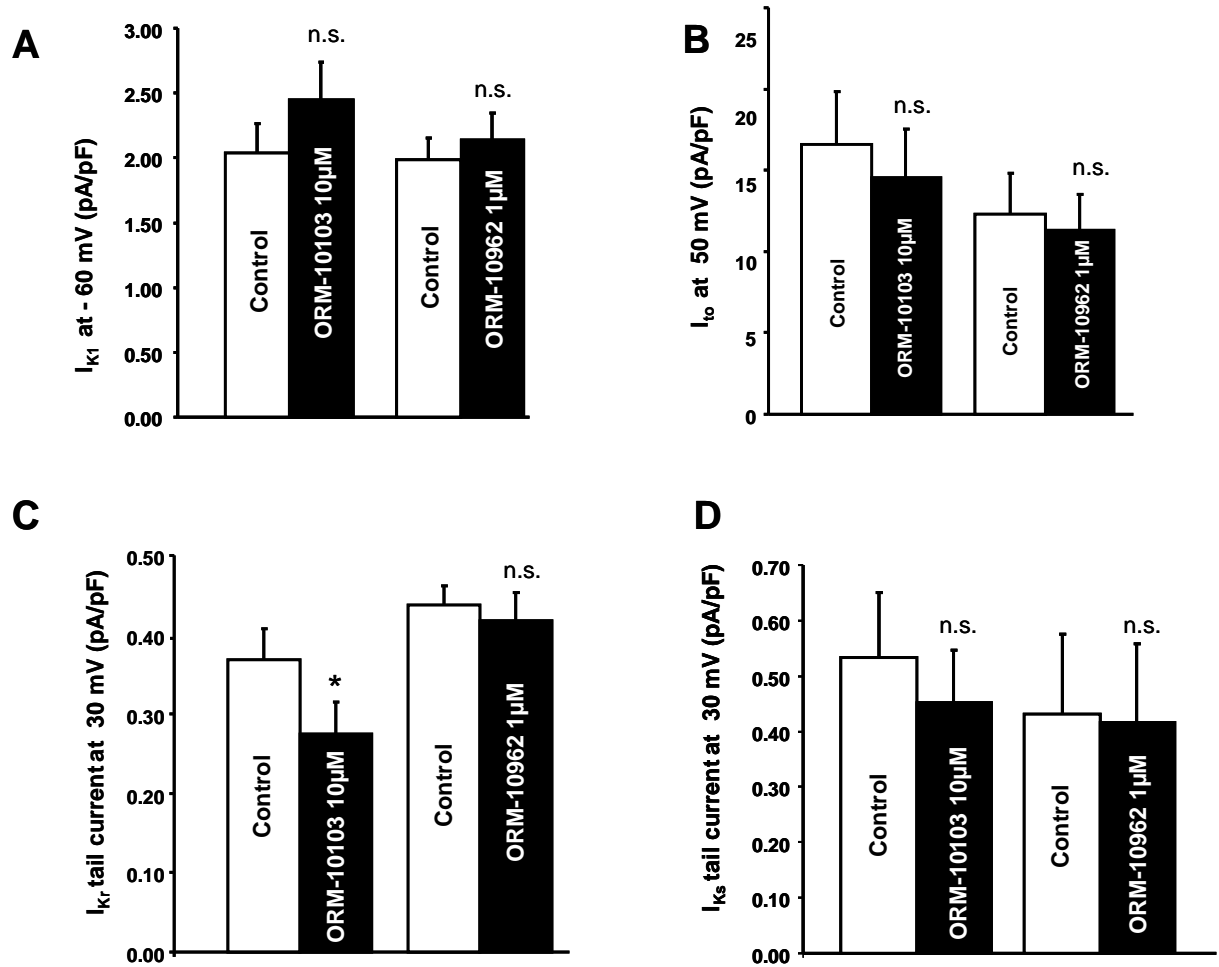 A
I_K1 at - 60 mV (pA/pF)
3.00
2.50
2.00
1.50
1.00
0.50
0.00
n.s.
n.s.
Control
ORM-10103 10µM
Control
ORM-10962 1µM
B
I_to at 50 mV (pA/pF)
25
20
15
10
5
0
n.s.
n.s.
Control
ORM-10103 10µM
Control
ORM-10962 1µM
C
I_Kr tail current at 30 mV (pA/pF)
0.50
0.40
0.30
0.20
0.10
0.00
*
n.s.
Control
ORM-10103 10µM
Control
ORM-10962 1µM
D
I_Ks tail current at 30 mV (pA/pF)
0.70
0.60
0.50
0.40
0.30
0.20
0.10
0.00
n.s.
n.s.
Control
ORM-10103 10µM
Control
ORM-10962 1µM